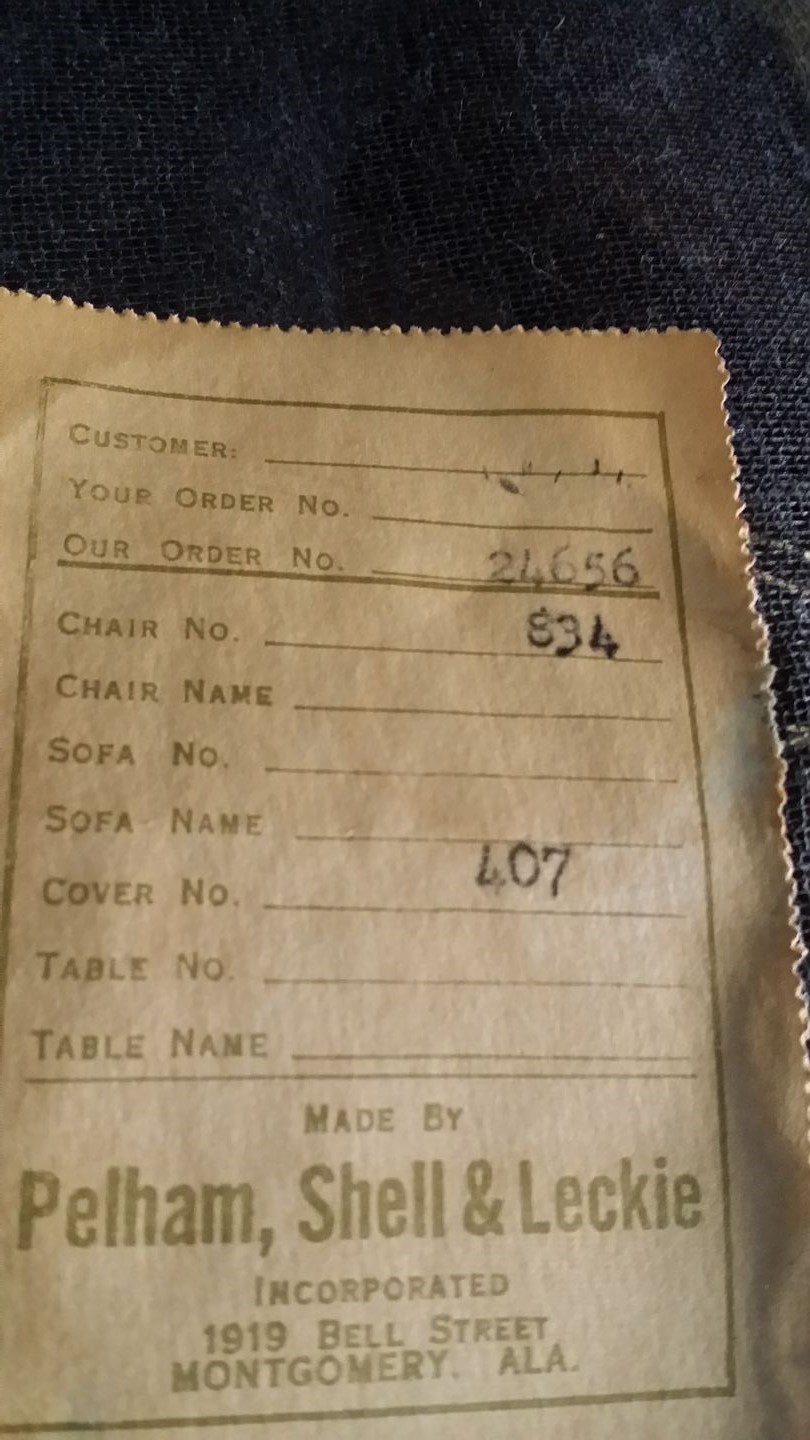 CUSTOMER:
YOUR ORDER NO.
OUR ORDER NO. 24656
CHAIR NO. 834
CHAIR NAME
SOFA NO.
SOFA NAME
COVER NO. 407
TABLE NO.
TABLE NAME
MADE BY
Pelham, Shell & Leckie
INCORPORATED
1919 BELL STREET
MONTGOMERY, ALA.